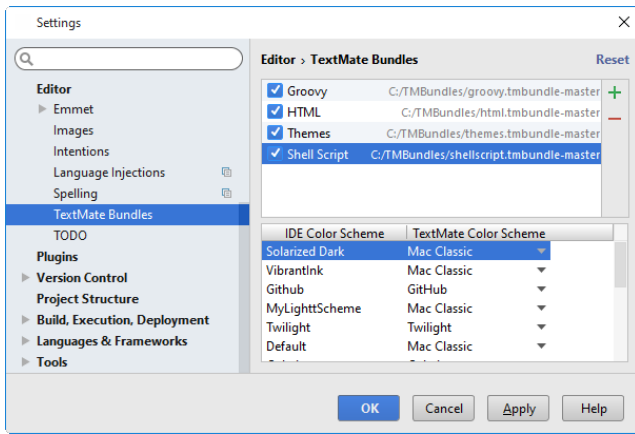 Settings
Editor › TextMate Bundles
Reset
Editor
Emmet
Images
Intentions
Language Injections
Spelling
TextMate Bundles
TODO
Plugins
Version Control
Project Structure
Build, Execution, Deployment
Languages & Frameworks
Tools
Groovy C:/TMBundles/groovy.tmbundle-master
HTML C:/TMBundles/html.tmbundle-master
Themes C:/TMBundles/themes.tmbundle-master
Shell Script C:/TMBundles/shellscript.tmbundle-master
IDE Color Scheme TextMate Color Scheme
Solarized Dark Mac Classic
VibrantInk Mac Classic
Github GitHub
MyLighttScheme Mac Classic
Twilight Twilight
Default Mac Classic
OK Cancel Apply Help